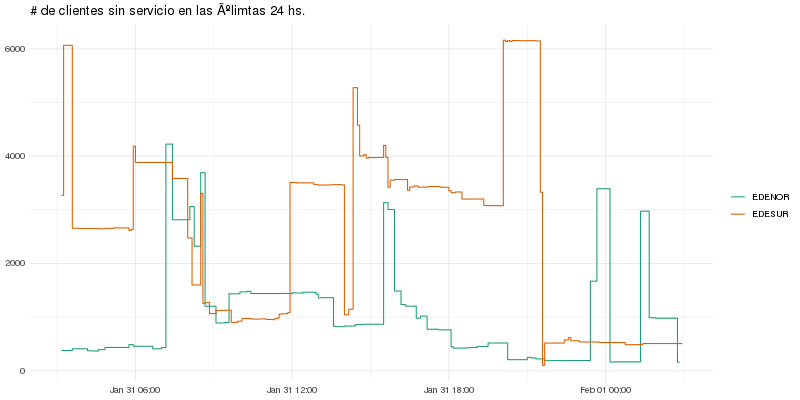 # de clientes sin servicio en las Ãºlimtas 24 hs.
6000
4000
2000
0
Jan 31 06:00
Jan 31 12:00
Jan 31 18:00
Feb 01 00:00
EDENOR
EDESUR